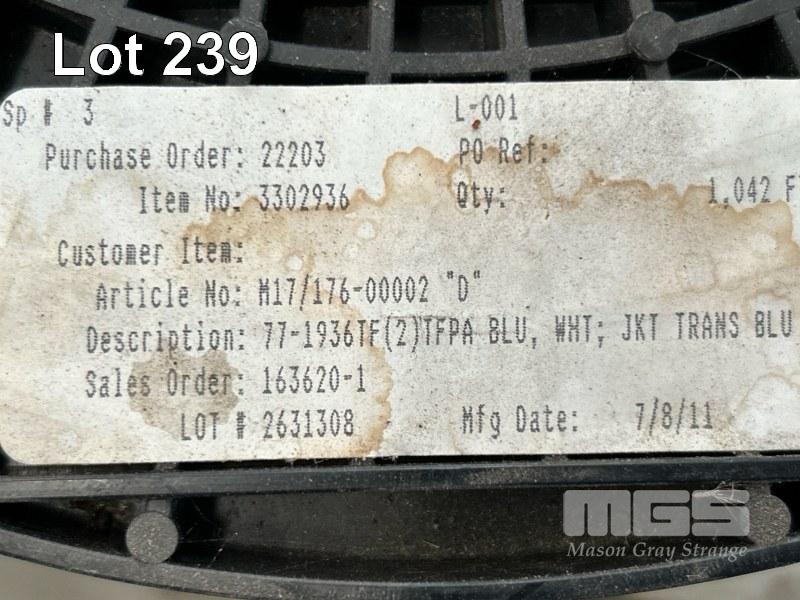 Lot 239
Sp # 3 L-001
Purchase Order: 22203 PO Ref:
Item No: 3302936 Qty: 1,042 FT
Customer Item:
Article No: M17/176-00002 "D"
Description: 77-1936TF(2)TFPA BLU, WHT; JKT TRANS BLU
Sales Order: 163620-1
LOT # 2631308 Mfg Date: 7/8/11
MGS
Mason Gray Strange